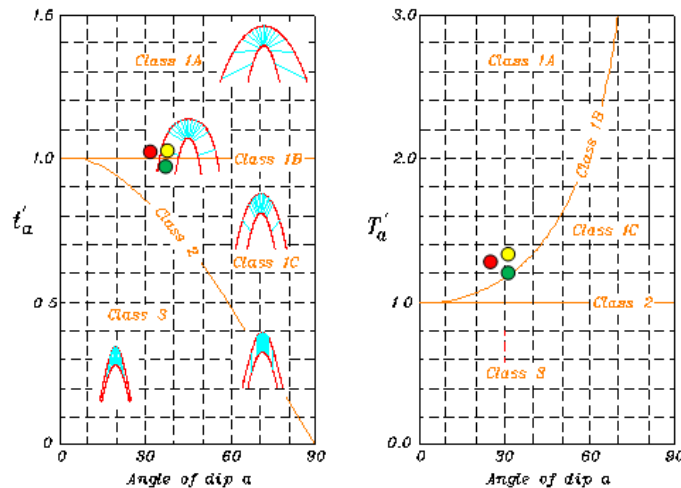 1.5
Class 1A
1.0
Class 1B
t'a
Class 2
Class 1C
0.5
Class 3
0
0
30
60
90
Angle of dip a
3.0
Class 1A
Class 1B
2.0
T'a
Class 1C
1.0
Class 2
Class 3
0.0
0
30
60
90
Angle of dip a